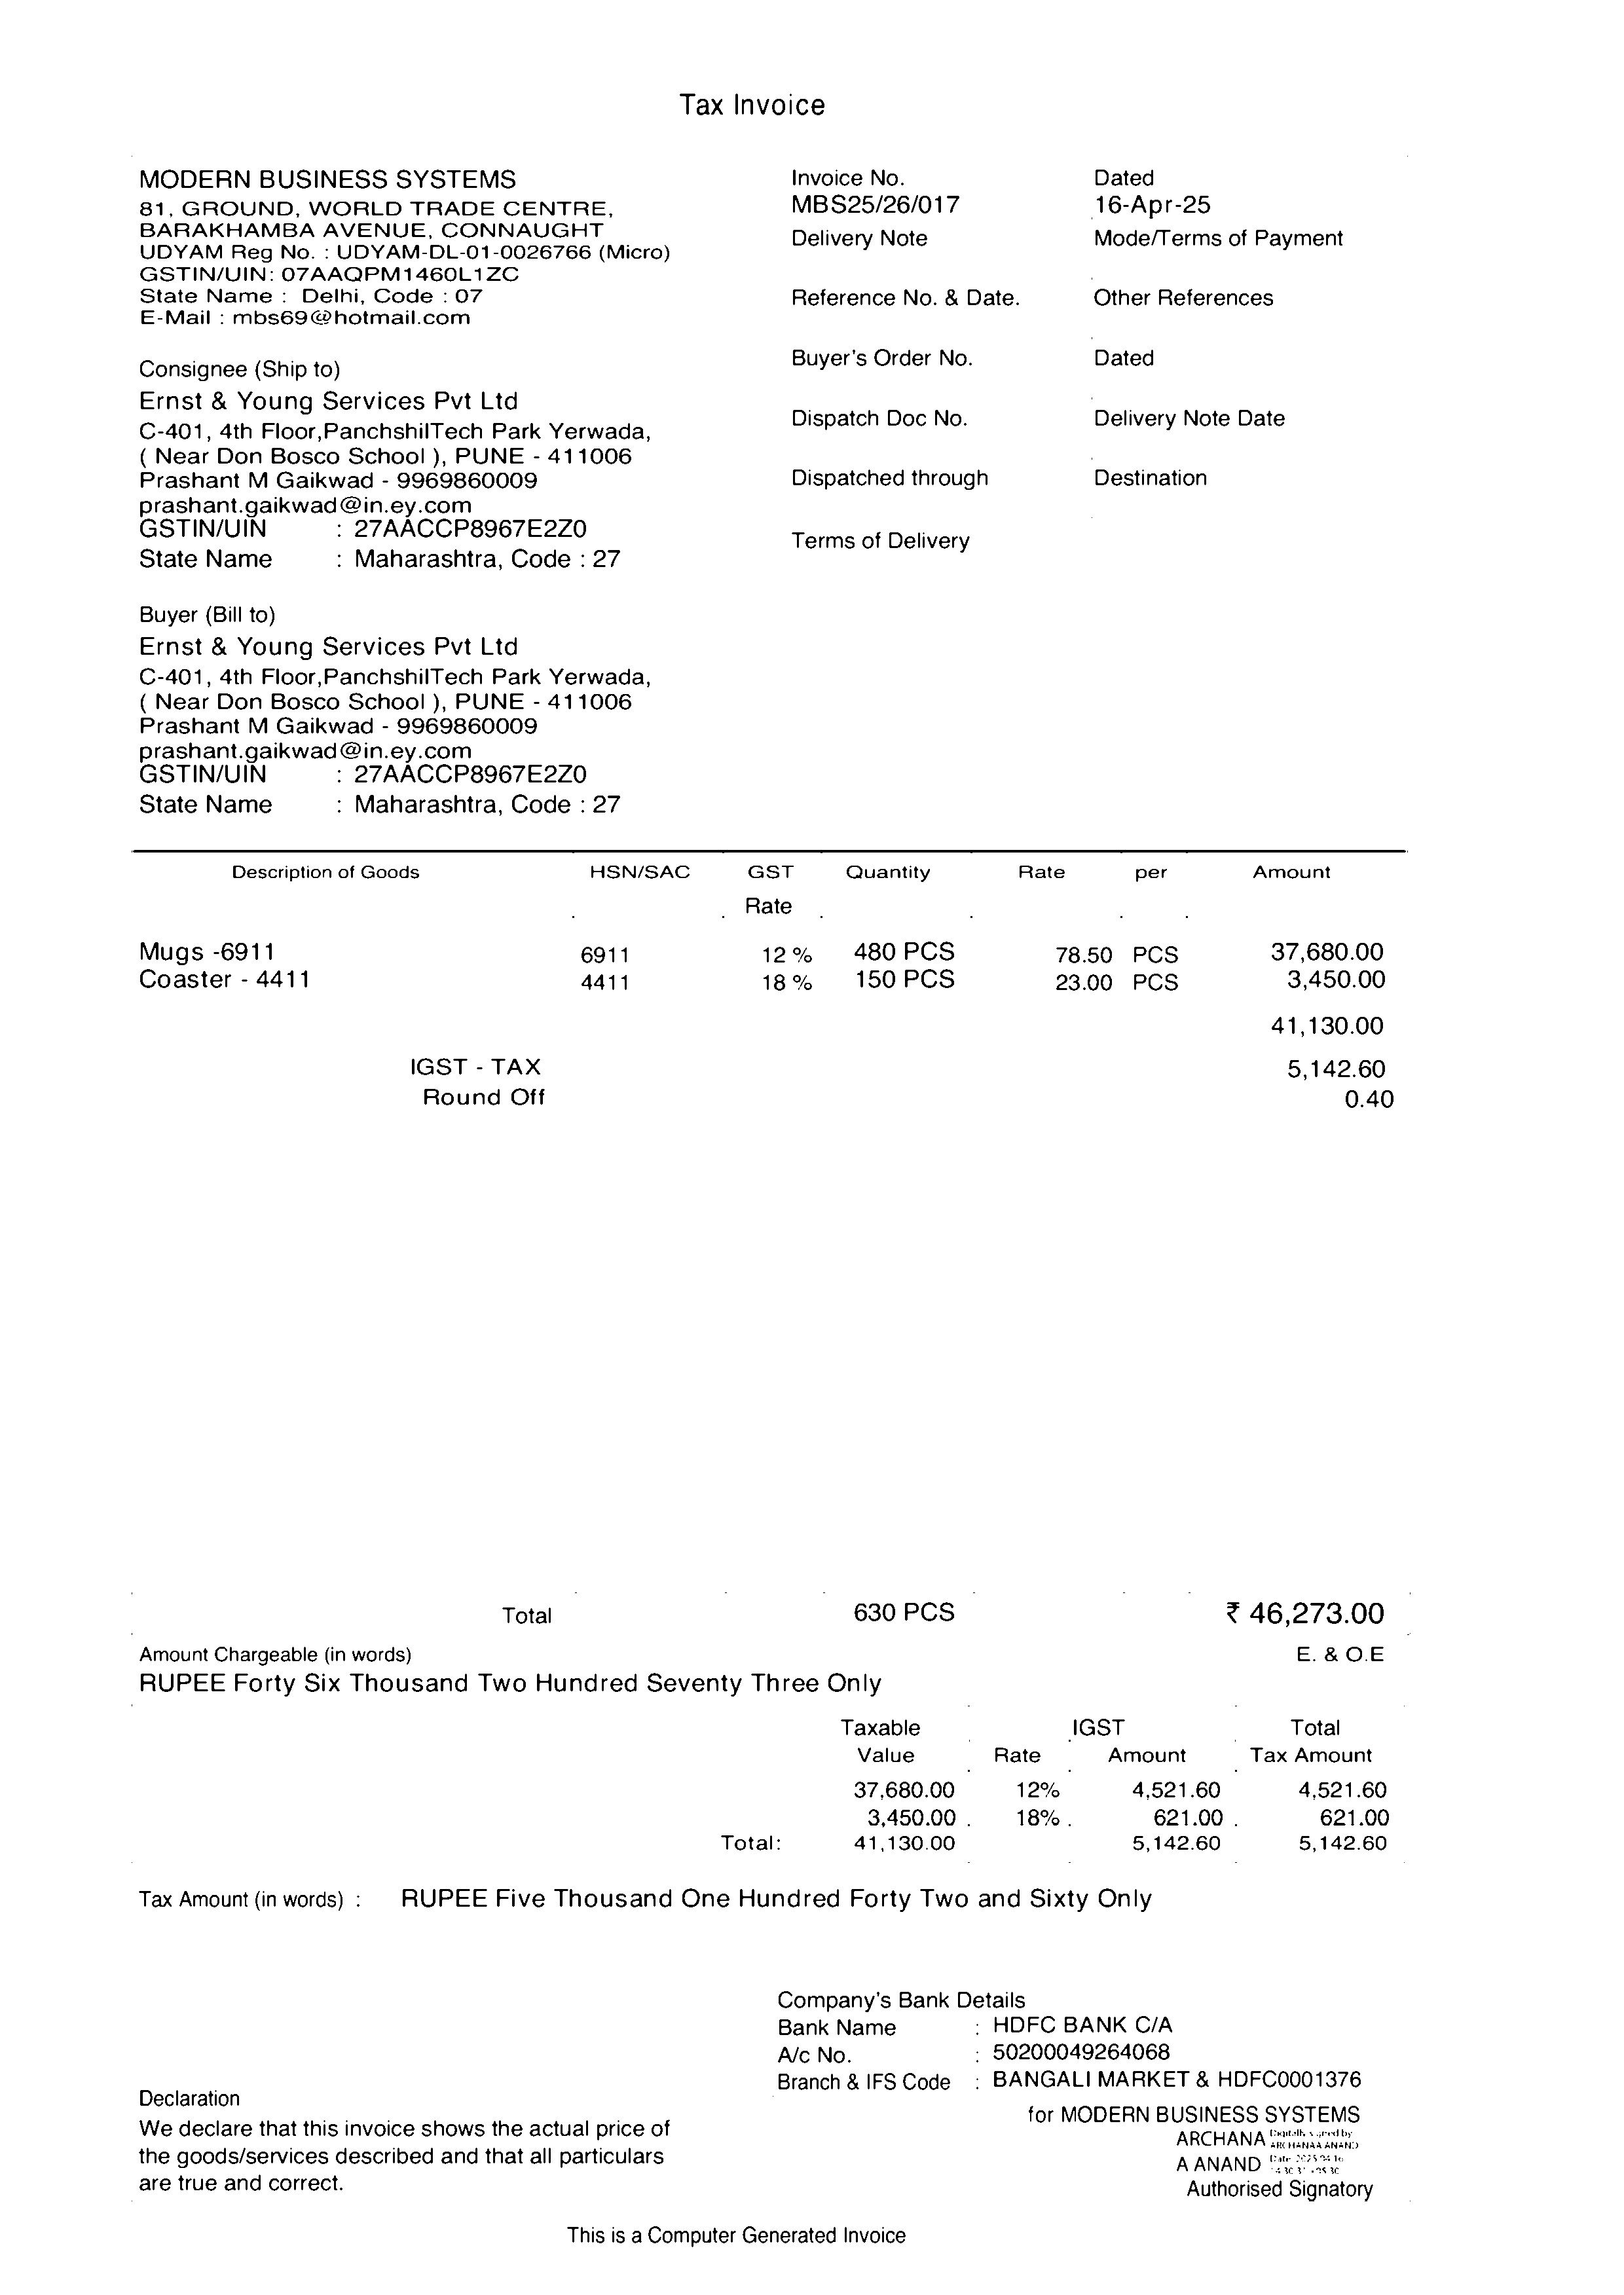 Tax Invoice
MODERN BUSINESS SYSTEMS
81, GROUND, WORLD TRADE CENTRE,
BARAKHAMBA AVENUE, CONNAUGHT
UDYAM Reg No. : UDYAM-DL-01-0026766 (Micro)
GSTIN/UIN: 07AAQPM1460L1ZC
State Name : Delhi, Code : 07
E-Mail : mbs69@hotmail.com
Invoice No. Dated
MBS25/26/017 16-Apr-25
Delivery Note Mode/Terms of Payment
Reference No. & Date. Other References
Buyer's Order No. Dated
Dispatch Doc No. Delivery Note Date
Dispatched through Destination
Terms of Delivery
Consignee (Ship to)
Ernst & Young Services Pvt Ltd
C-401, 4th Floor,PanchshilTech Park Yerwada,
( Near Don Bosco School ), PUNE - 411006
Prashant M Gaikwad - 9969860009
prashant.gaikwad@in.ey.com
GSTIN/UIN : 27AACCP8967E2Z0
State Name : Maharashtra, Code : 27
Buyer (Bill to)
Ernst & Young Services Pvt Ltd
C-401, 4th Floor,PanchshilTech Park Yerwada,
( Near Don Bosco School ), PUNE - 411006
Prashant M Gaikwad - 9969860009
prashant.gaikwad@in.ey.com
GSTIN/UIN : 27AACCP8967E2Z0
State Name : Maharashtra, Code : 27
Description of Goods HSN/SAC GST Quantity Rate per Amount
Rate
Mugs -6911 6911 12 % 480 PCS 78.50 PCS 37,680.00
Coaster - 4411 4411 18 % 150 PCS 23.00 PCS 3,450.00
41,130.00
IGST - TAX 5,142.60
Round Off 0.40
Total 630 PCS ₹ 46,273.00
Amount Chargeable (in words) E. & O.E
RUPEE Forty Six Thousand Two Hundred Seventy Three Only
Taxable IGST Total
Value Rate Amount Tax Amount
37,680.00 12% 4,521.60 4,521.60
3,450.00 18% 621.00 621.00
Total: 41,130.00 5,142.60 5,142.60
Tax Amount (in words) : RUPEE Five Thousand One Hundred Forty Two and Sixty Only
Company's Bank Details
Bank Name : HDFC BANK C/A
A/c No. : 50200049264068
Branch & IFS Code : BANGALI MARKET & HDFC0001376
Declaration
We declare that this invoice shows the actual price of
the goods/services described and that all particulars
are true and correct.
for MODERN BUSINESS SYSTEMS
ARCHANA
A ANAND
Authorised Signatory
This is a Computer Generated Invoice